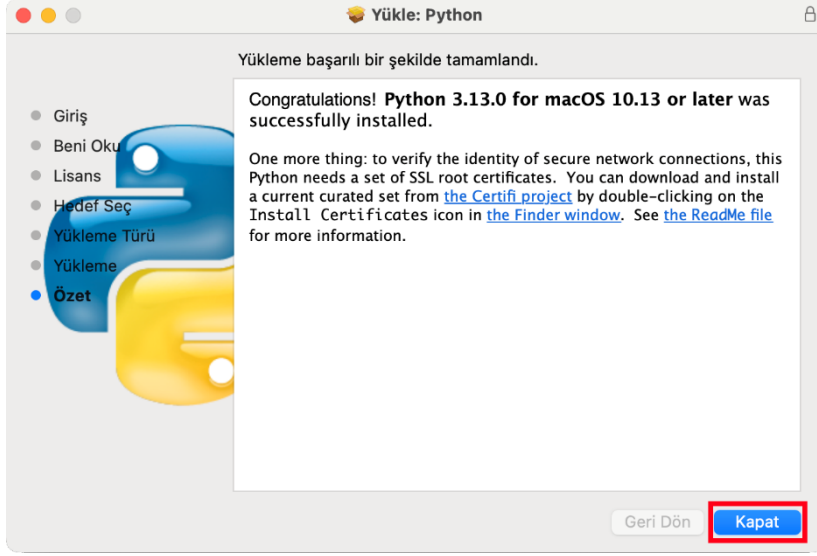 Yükle: Python
Yükleme başarılı bir şekilde tamamlandı.
Giriş
Beni Oku
Lisans
Hedef Seç
Yükleme Türü
Yükleme
Özet
Congratulations! Python 3.13.0 for macOS 10.13 or later was
successfully installed.
One more thing: to verify the identity of secure network connections, this
Python needs a set of SSL root certificates.  You can download and install
a current curated set from the Certifi project by double-clicking on the
Install Certificates icon in the Finder window.  See the ReadMe file
for more information.
Geri Dön
Kapat